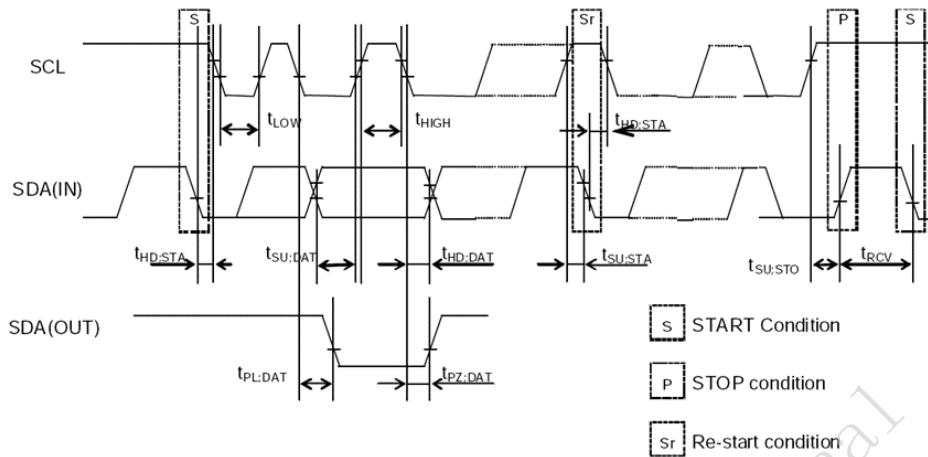 S Sr P S
SCL
tLOW tHIGH tHD;STA
SDA(IN)
tHD;STA tSU;DAT tHD;DAT tSU;STA tSU;STO tRCV
SDA(OUT)
S START Condition
tPL;DAT tPZ;DAT
P STOP condition
Sr Re-start condition